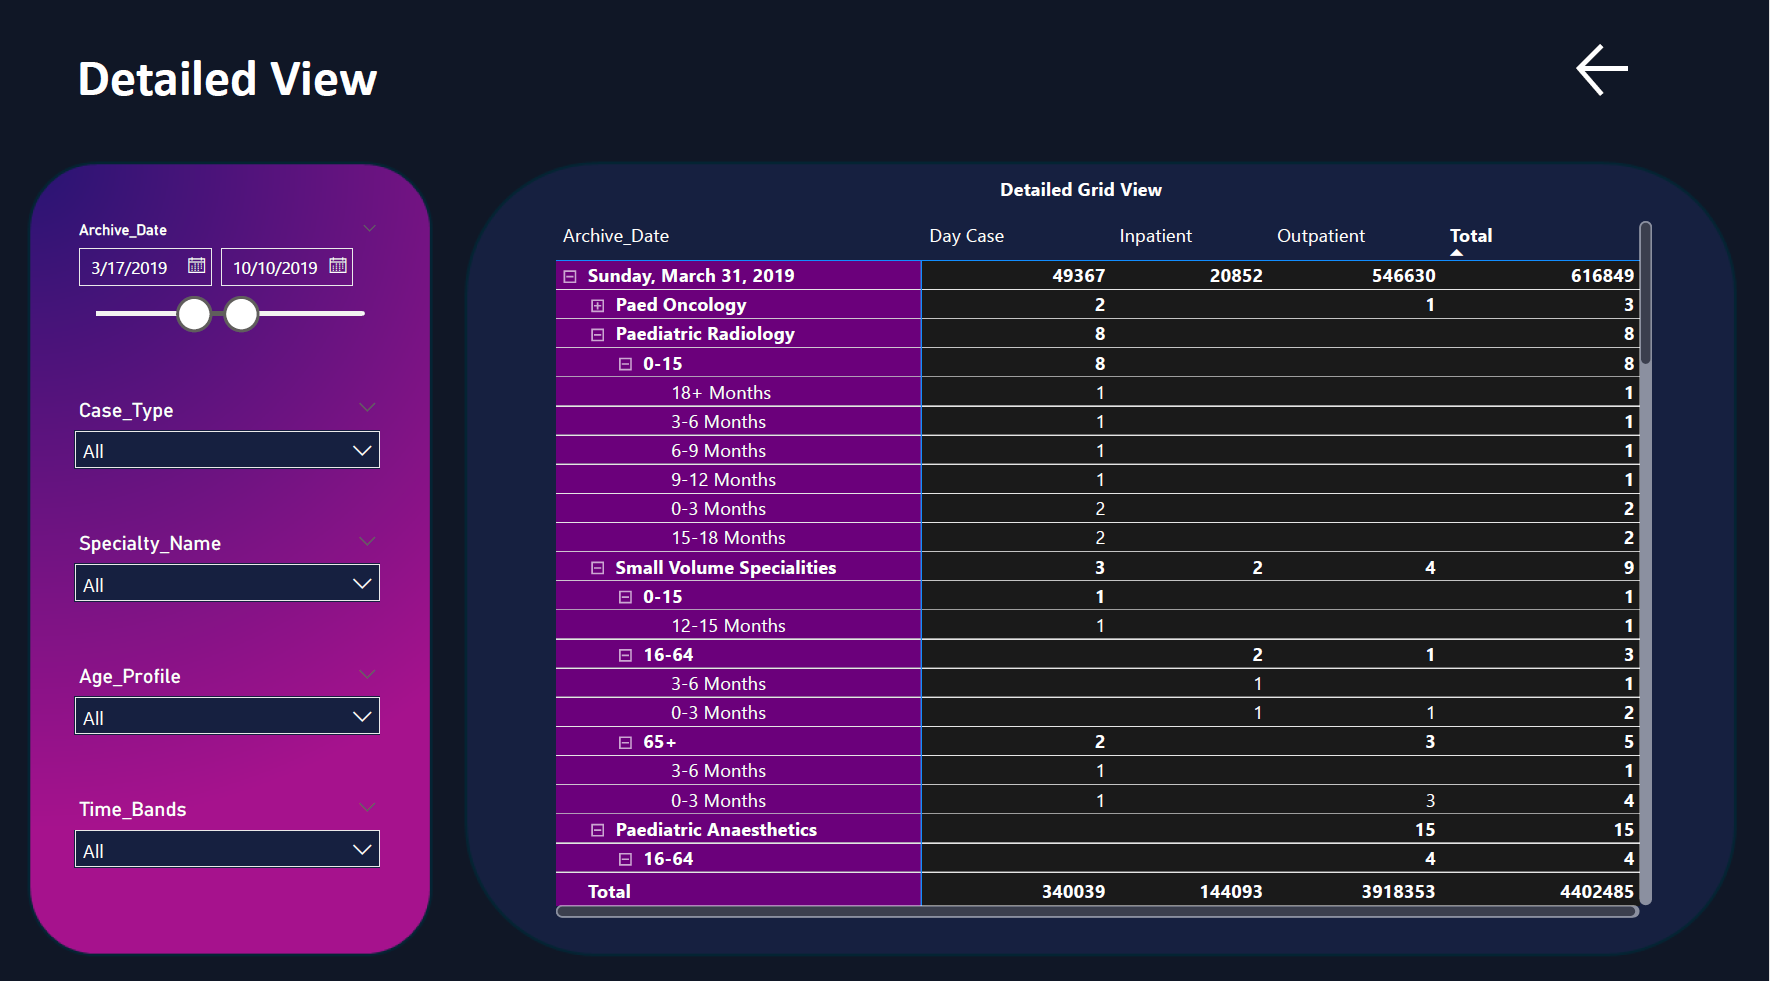 Detailed View
Archive_Date
3/17/2019 10/10/2019
Case_Type
All
Specialty_Name
All
Age_Profile
All
Time_Bands
All
Detailed Grid View
Archive_Date Day Case Inpatient Outpatient Total
Sunday, March 31, 2019 49367 20852 546630 616849
Paed Oncology 2 1 3
Paediatric Radiology 8 8
0-15 8 8
18+ Months 1 1
3-6 Months 1 1
6-9 Months 1 1
9-12 Months 1 1
0-3 Months 2 2
15-18 Months 2 2
Small Volume Specialities 3 2 4 9
0-15 1 1
12-15 Months 1 1
16-64 2 1 3
3-6 Months 1 1
0-3 Months 1 1 2
65+ 2 3 5
3-6 Months 1 1
0-3 Months 1 3 4
Paediatric Anaesthetics 15 15
16-64 4 4
Total 340039 144093 3918353 4402485